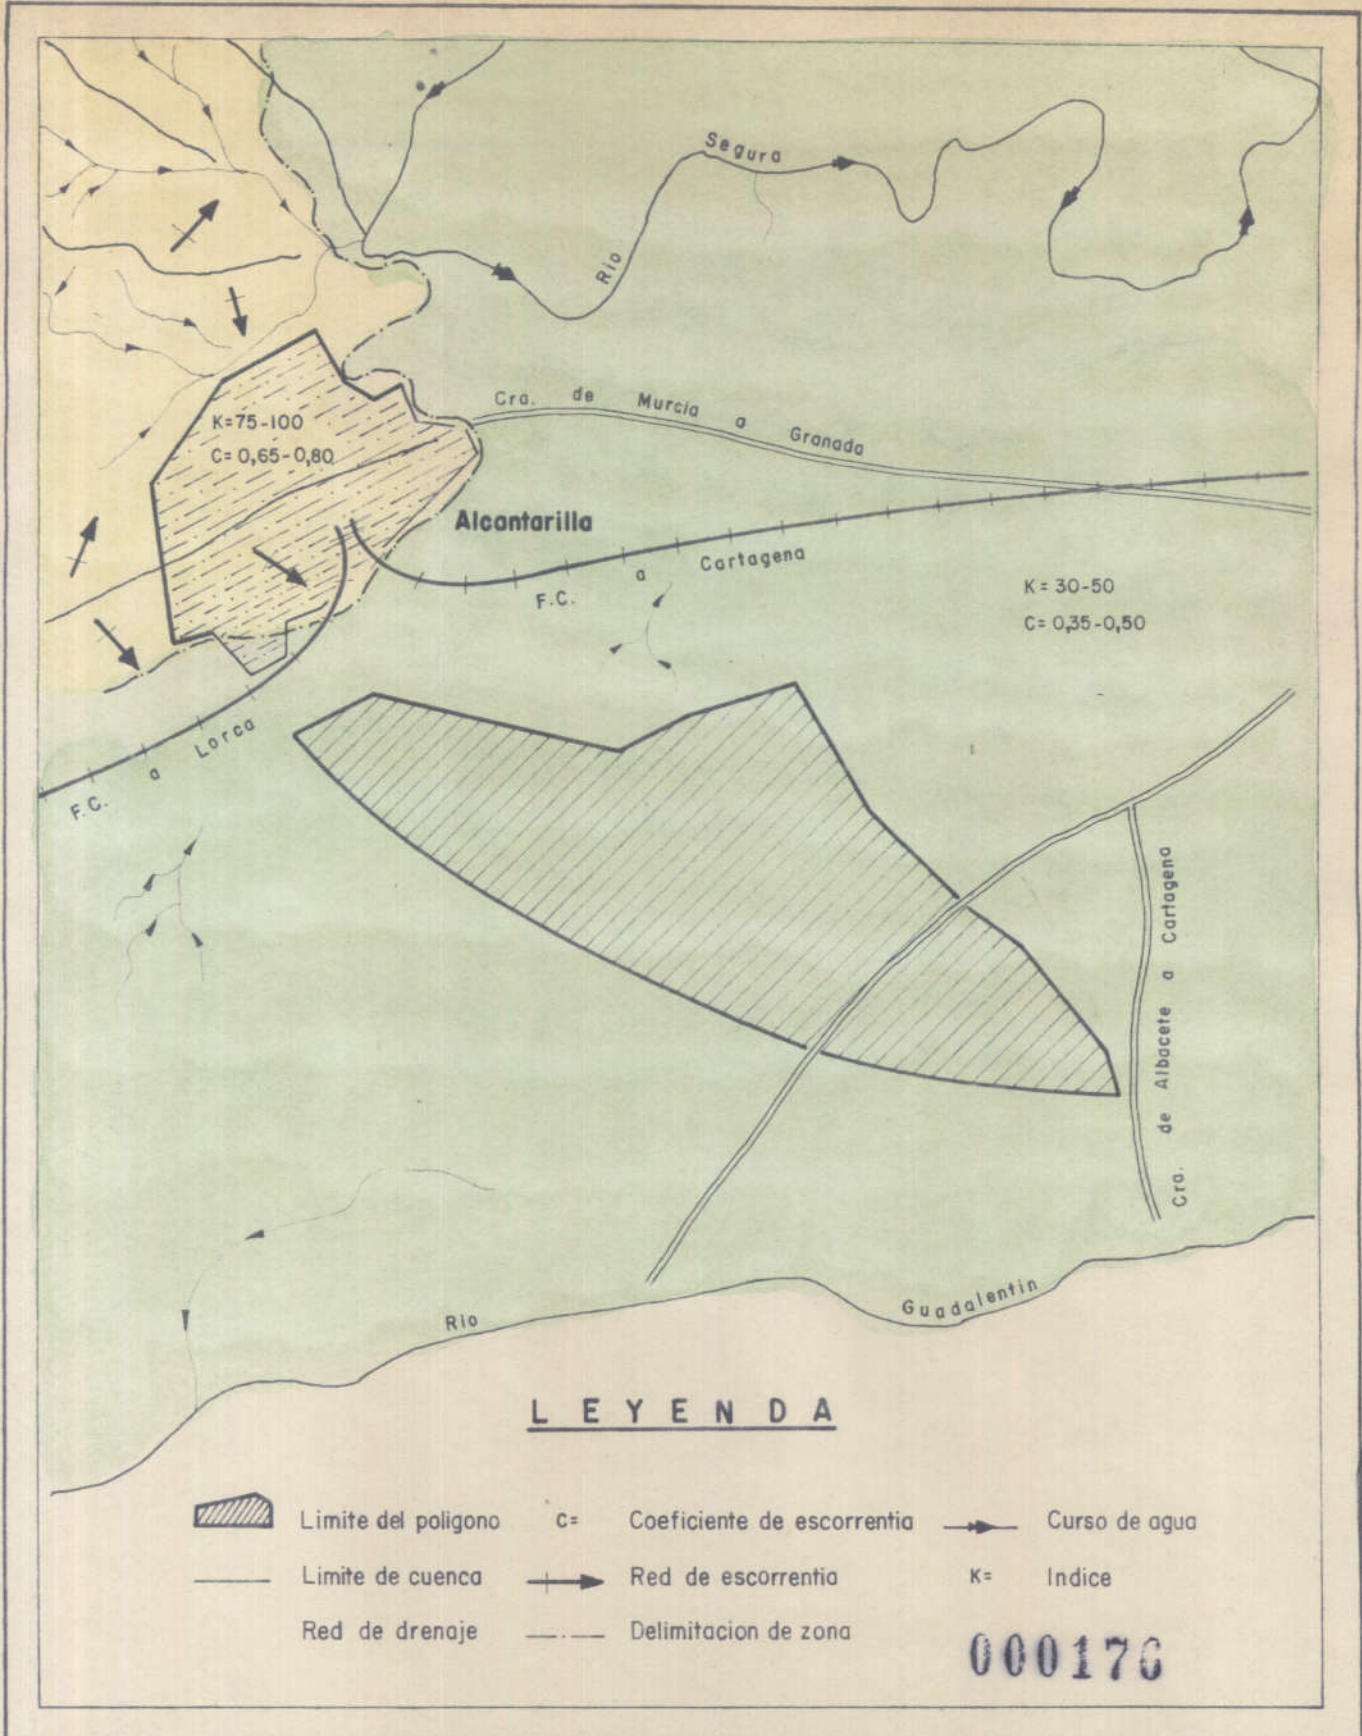 Segura
Rio
Cra. de Murcia a Granada
K=75-100
C= 0,65-0,80
Alcantarilla
F.C. a Cartagena
K= 30-50
C= 0,35-0,50
F.C. a Lorca
Cra. de Albacete a Cartagena
Rio Guadalentin
LEYENDA
Limite del poligono
C= Coeficiente de escorrentia
Curso de agua
Limite de cuenca
Red de escorrentia
K= Indice
Red de drenaje
Delimitacion de zona
000176